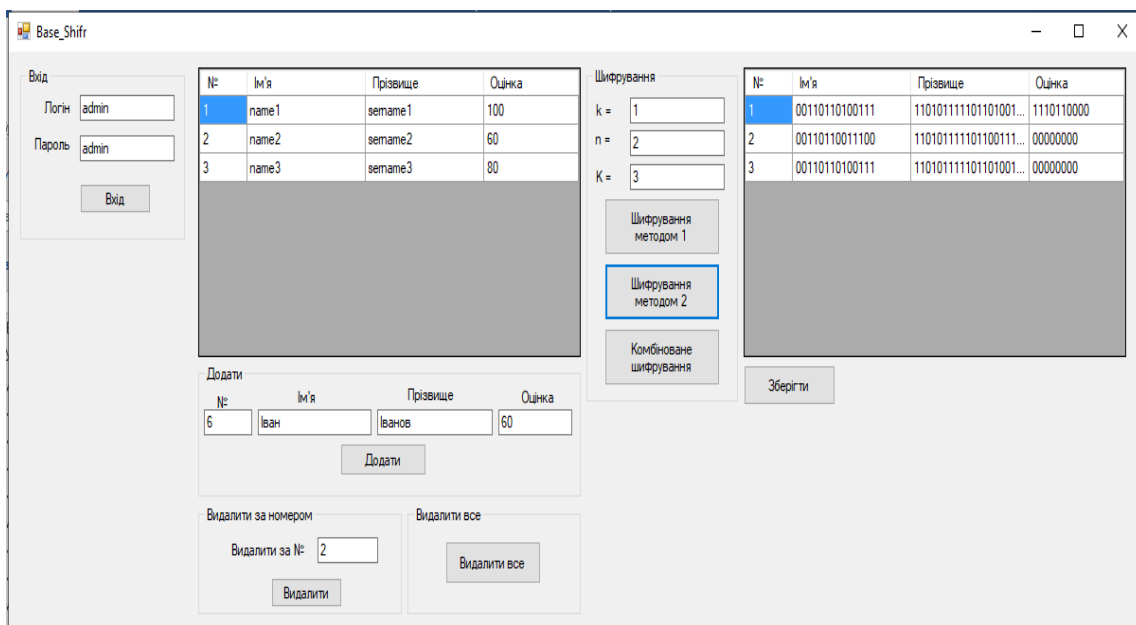 Base_Shifr
Вхід
Логін admin
Пароль admin
Вхід
№ Ім'я Прізвище Оцінка
1 name1 sername1 100
2 name2 sername2 60
3 name3 sername3 80
Додати
№ Ім'я Прізвище Оцінка
6 Іван Іванов 60
Додати
Видалити за номером
Видалити за № 2
Видалити
Видалити все
Видалити все
Шифрування
k = 1
n = 2
K = 3
Шифрування
методом 1
Шифрування
методом 2
Комбіноване
шифрування
№ Ім'я Прізвище Оцінка
1 00110110100111 110101111101101001... 1110110000
2 00110110011100 110101111101100111... 00000000
3 00110110100111 110101111101101001... 00000000
Зберігти